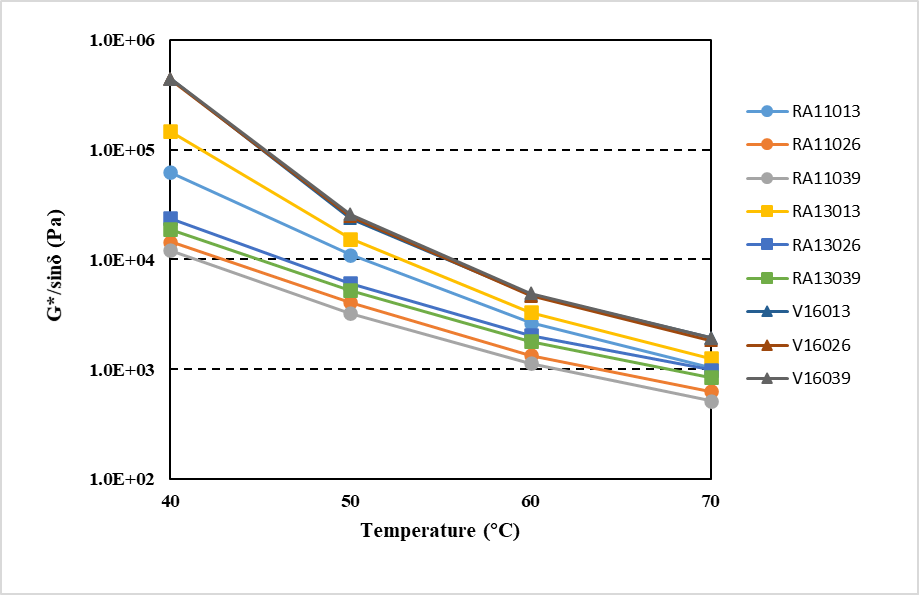 1.0E+06
1.0E+05
1.0E+04
1.0E+03
1.0E+02
G*/sinδ (Pa)
40 50 60 70
Temperature (°C)
RA11013
RA11026
RA11039
RA13013
RA13026
RA13039
V16013
V16026
V16039